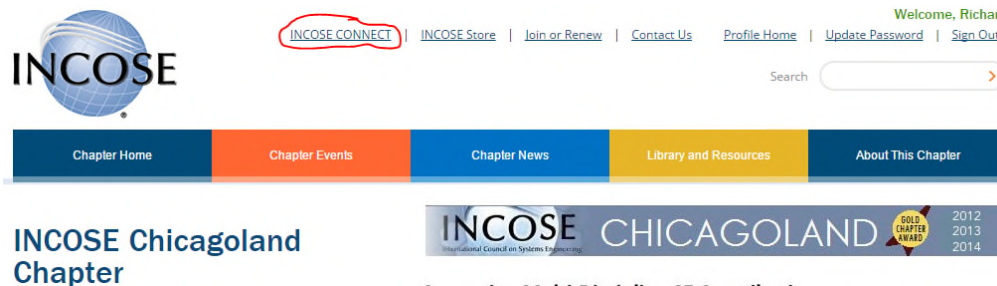 Welcome, Richar
INCOSE CONNECT | INCOSE Store | Join or Renew | Contact Us Profile Home | Update Password | Sign Out
INCOSE
®
Search
Chapter Home Chapter Events Chapter News Library and Resources About This Chapter
INCOSE Chicagoland
Chapter
INCOSE
International Council on Systems Engineering
CHICAGOLAND
GOLD
CHAPTER
AWARD
2012
2013
2014